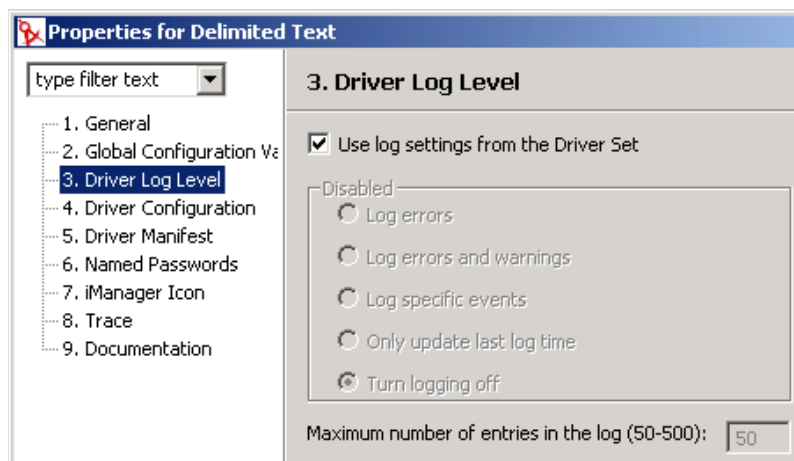 Properties for Delimited Text
type filter text
1. General
2. Global Configuration
3. Driver Log Level
4. Driver Configuration
5. Driver Manifest
6. Named Passwords
7. iManager Icon
8. Trace
9. Documentation
3. Driver Log Level
Use log settings from the Driver Set
Disabled
Log errors
Log errors and warnings
Log specific events
Only update last log time
Turn logging off
Maximum number of entries in the log (50-500): 50